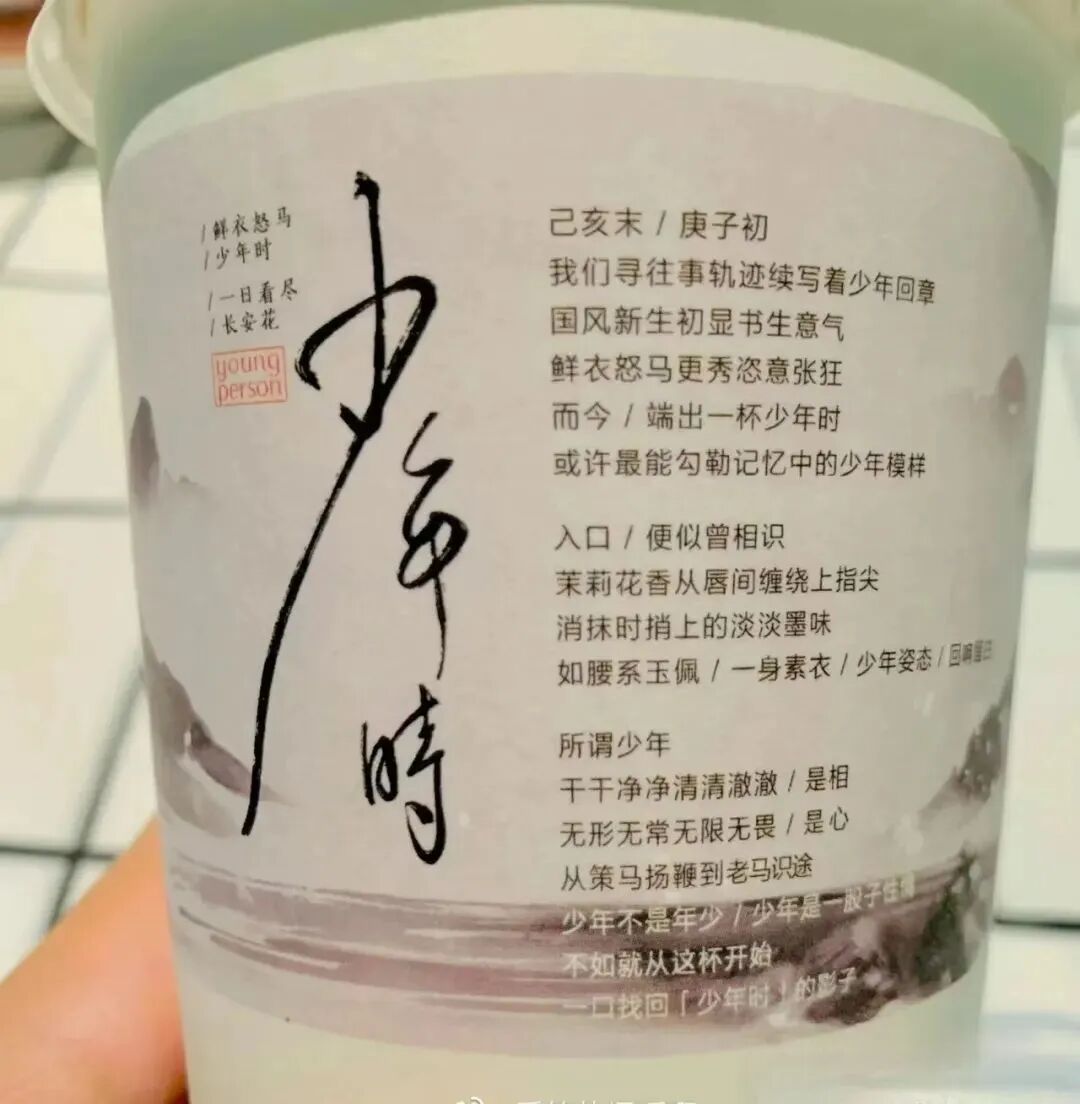 /鲜衣怒马
/少年时
/一日看尽
/长安花
young
person
少年時
己亥末 / 庚子初
我们寻往事轨迹续写着少年回章
国风新生初显书生意气
鲜衣怒马更秀恣意张狂
而今 / 端出一杯少年时
或许最能勾勒记忆中的少年模样
入口 / 便似曾相识
茉莉花香从唇间缠绕上指尖
消抹时捎上的淡淡墨味
如腰系玉佩 / 一身素衣 / 少年姿态 / 回响
所谓少年
干干净净清清澈澈 / 是相
无形无常无限无畏 / 是心
从策马扬鞭到老马识途
少年不是年少 / 少年是一股子
不如就从这杯开始
一口找回「少年时」的影子